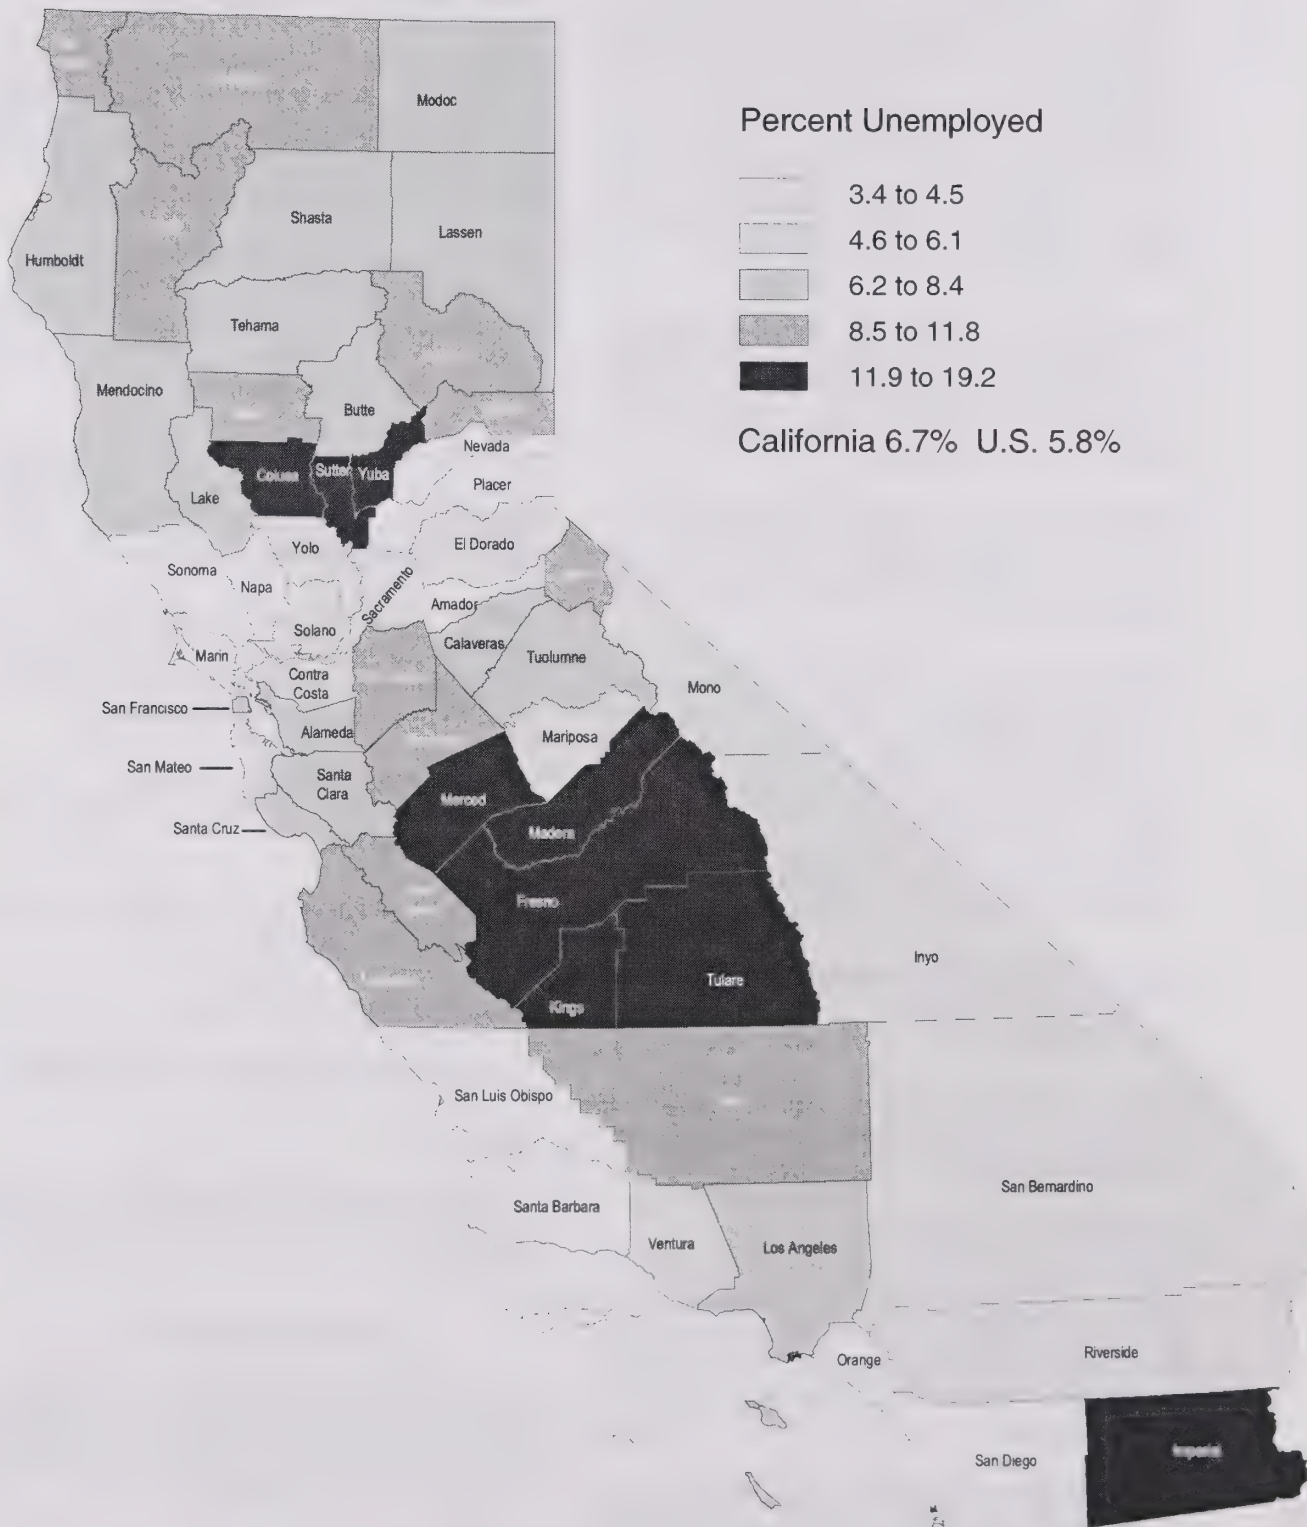 Modoc
Percent Unemployed
3.4 to 4.5
4.6 to 6.1
6.2 to 8.4
8.5 to 11.8
11.9 to 19.2
California 6.7% U.S. 5.8%
Shasta
Lassen
Humboldt
Tehama
Mendocino
Butte
Nevada
Colusa
Sutter
Yuba
Placer
Lake
Yolo
El Dorado
Sonoma
Napa
Sacramento
Amador
Solano
Calaveras
Marin
Tuolumne
Contra
Costa
Mono
San Francisco
Alameda
Mariposa
San Mateo
Santa
Clara
Merced
Santa Cruz
Madera
Fresno
Inyo
Tulare
Kings
San Luis Obispo
San Bernardino
Santa Barbara
Ventura
Los Angeles
Orange
Riverside
Imperial
San Diego